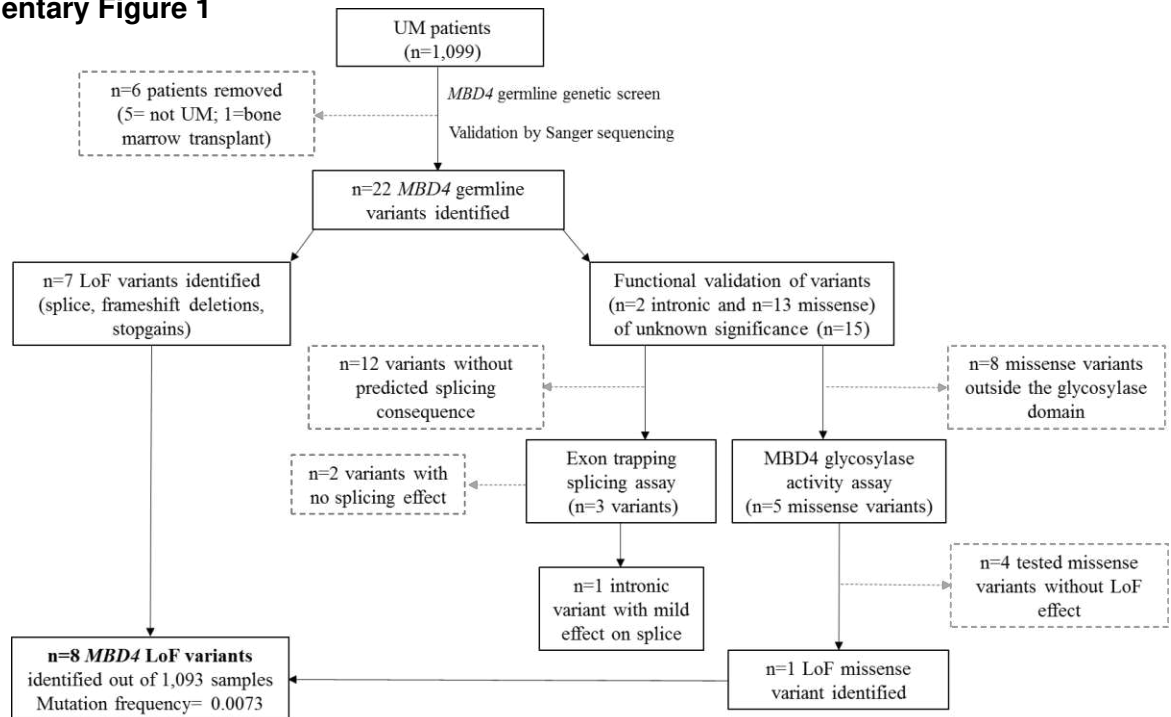 entary Figure 1
UM patients
(n=1,099)
n=6 patients removed
(5= not UM; 1=bone
marrow transplant)
MBD4 germline genetic screen
Validation by Sanger sequencing
n=22 MBD4 germline
variants identified
n=7 LoF variants identified
(splice, frameshift deletions,
stopgains)
Functional validation of variants
(n=2 intronic and n=13 missense)
of unknown significance (n=15)
n=12 variants without
predicted splicing
consequence
n=8 missense variants
outside the glycosylase
domain
n=2 variants with
no splicing effect
Exon trapping
splicing assay
(n=3 variants)
MBD4 glycosylase
activity assay
(n=5 missense variants)
n=1 intronic
variant with mild
effect on splice
n=4 tested missense
variants without LoF
effect
n=8 MBD4 LoF variants
identified out of 1,093 samples
Mutation frequency= 0.0073
n=1 LoF missense
variant identified